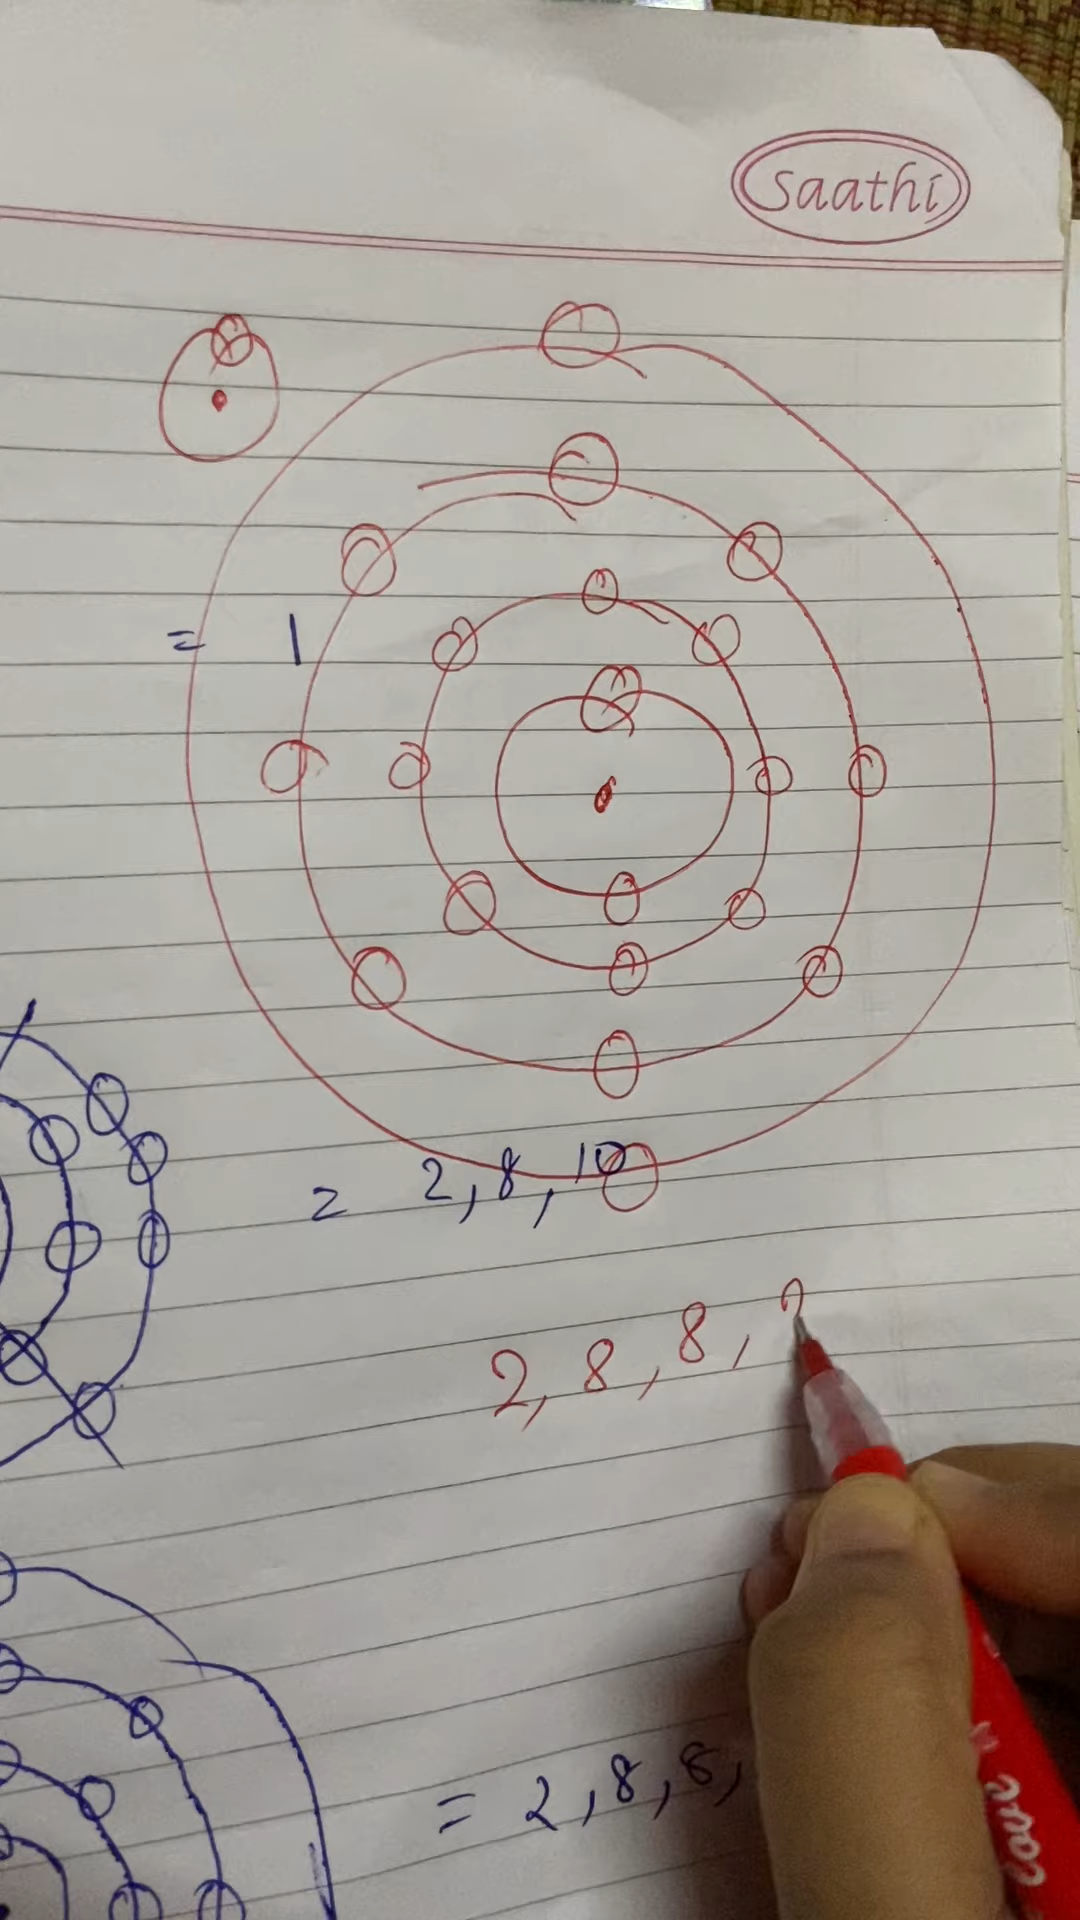 Saathi
= 1
= 2, 8, 10
2, 8, 8, 2
= 2, 8, 8,